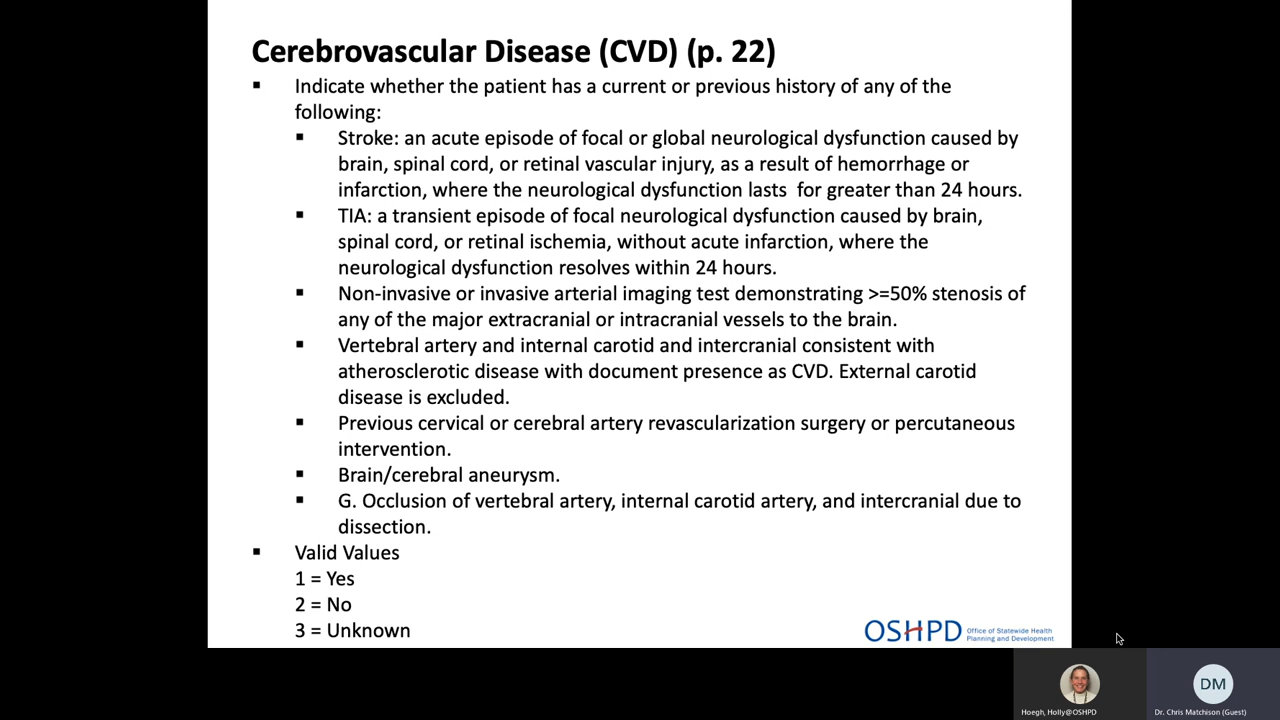 Cerebrovascular Disease (CVD) (p. 22)
▪ Indicate whether the patient has a current or previous history of any of the
following:
▪ Stroke: an acute episode of focal or global neurological dysfunction caused by
brain, spinal cord, or retinal vascular injury, as a result of hemorrhage or
infarction, where the neurological dysfunction lasts  for greater than 24 hours.
▪ TIA: a transient episode of focal neurological dysfunction caused by brain,
spinal cord, or retinal ischemia, without acute infarction, where the
neurological dysfunction resolves within 24 hours.
▪ Non-invasive or invasive arterial imaging test demonstrating >=50% stenosis of
any of the major extracranial or intracranial vessels to the brain.
▪ Vertebral artery and internal carotid and intercranial consistent with
atherosclerotic disease with document presence as CVD. External carotid
disease is excluded.
▪ Previous cervical or cerebral artery revascularization surgery or percutaneous
intervention.
▪ Brain/cerebral aneurysm.
▪ G. Occlusion of vertebral artery, internal carotid artery, and intercranial due to
dissection.
▪ Valid Values
1 = Yes
2 = No
3 = Unknown
OSHPD Office of Statewide Health
Planning and Development
DM
Hoegh, Holly@OSHPD
Dr. Chris Matchison (Guest)